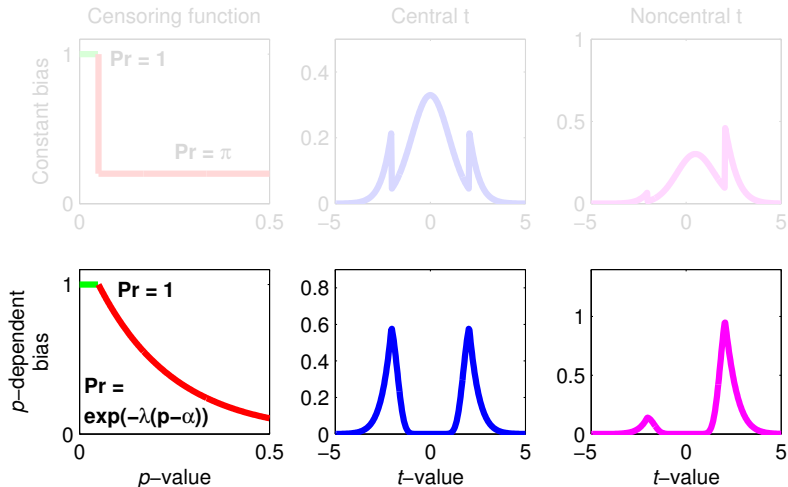 Censoring function
Central t
Noncentral t
Constant bias
1
0
0
0.5
Pr = 1
Pr = π
0.4
0.2
0
−5
0
5
1
0.5
0
−5
0
5
p−dependent
bias
1
0
0
0.5
Pr = 1
Pr =
exp(−λ(p−α))
p−value
0.8
0.6
0.4
0.2
0
−5
0
5
t−value
1
0.5
0
−5
0
5
t−value